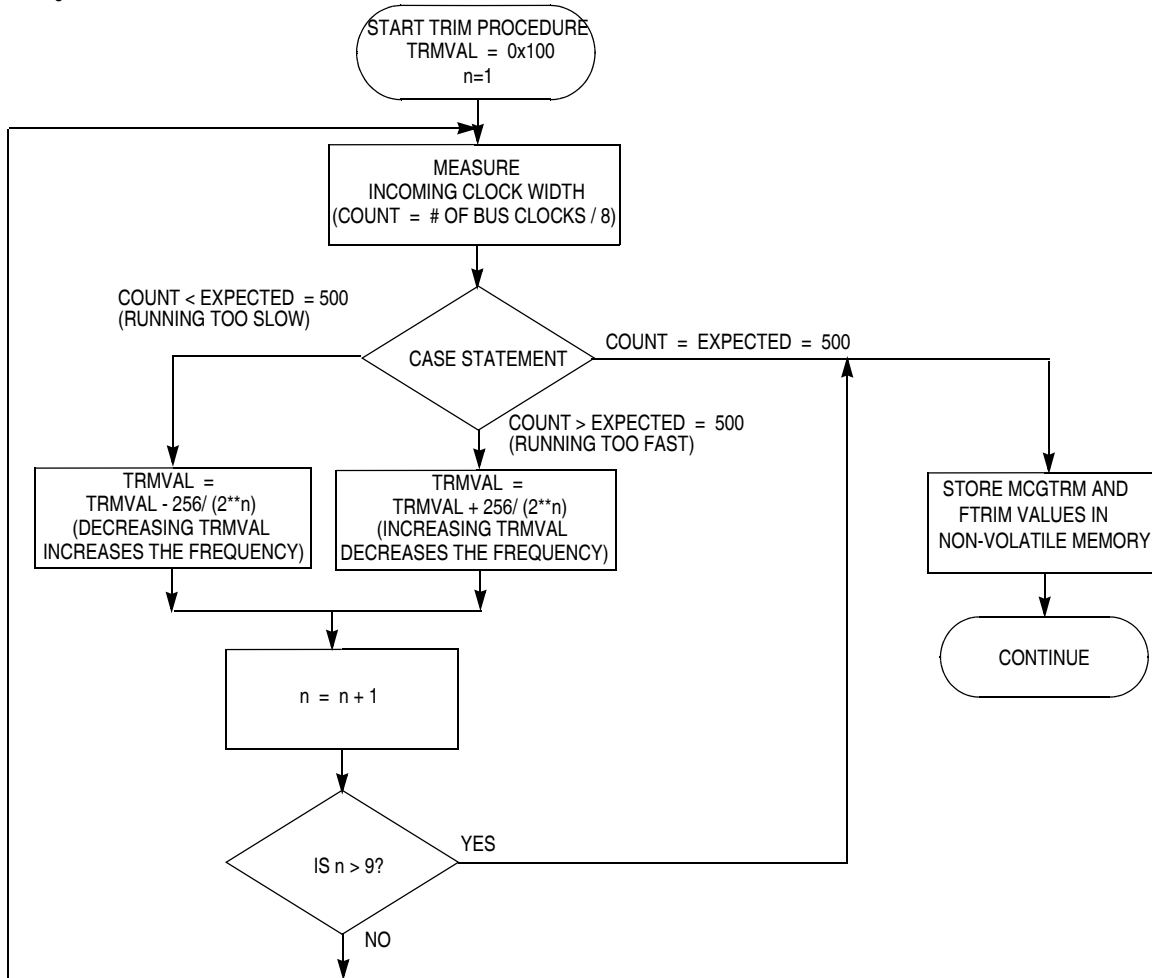 START TRIM PROCEDURE
TRMVAL = 0x100
n=1
MEASURE
INCOMING CLOCK WIDTH
(COUNT = # OF BUS CLOCKS / 8)
COUNT < EXPECTED = 500
(RUNNING TOO SLOW)
CASE STATEMENT
COUNT = EXPECTED = 500
COUNT > EXPECTED = 500
(RUNNING TOO FAST)
TRMVAL =
TRMVAL - 256/ (2**n)
(DECREASING TRMVAL
INCREASES THE FREQUENCY)
TRMVAL =
TRMVAL + 256/ (2**n)
(INCREASING TRMVAL
DECREASES THE FREQUENCY)
STORE MCGTRM AND
FTRIM VALUES IN
NON-VOLATILE MEMORY
CONTINUE
n = n + 1
IS n > 9?
YES
NO